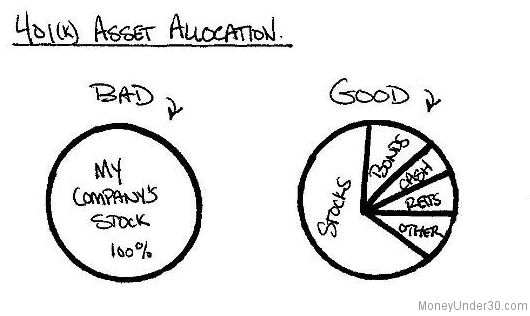 401(K) ASSET ALLOCATION.
BAD
GOOD
MY
COMPANY'S
STOCK
100%
STOCKS
BONDS
CASH
REITS
OTHER
MoneyUnder30.com